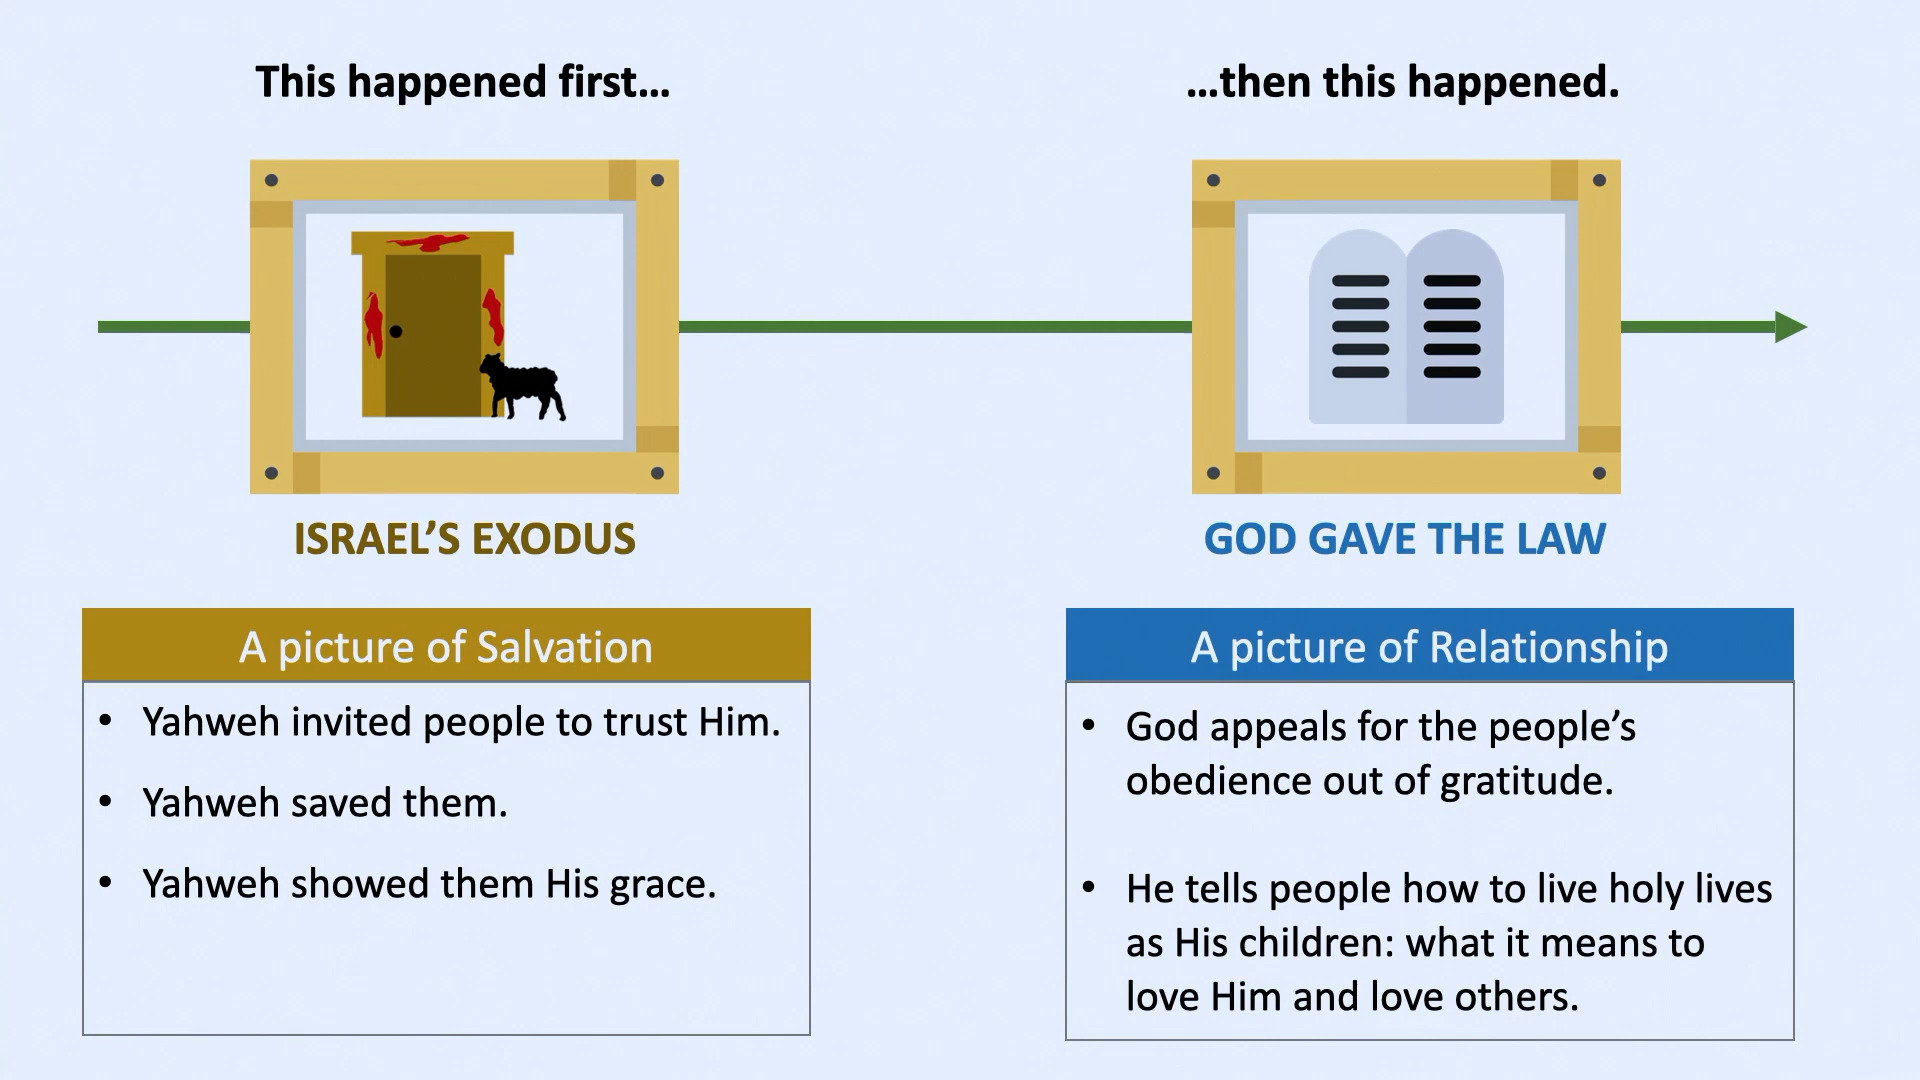 This happened first...
...then this happened.
ISRAEL’S EXODUS
GOD GAVE THE LAW
A picture of Salvation
• Yahweh invited people to trust Him.
• Yahweh saved them.
• Yahweh showed them His grace.
A picture of Relationship
• God appeals for the people’s
obedience out of gratitude.
• He tells people how to live holy lives
as His children: what it means to
love Him and love others.